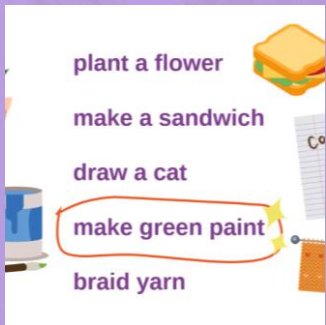 plant a flower
make a sandwich
draw a cat
make green paint
braid yarn